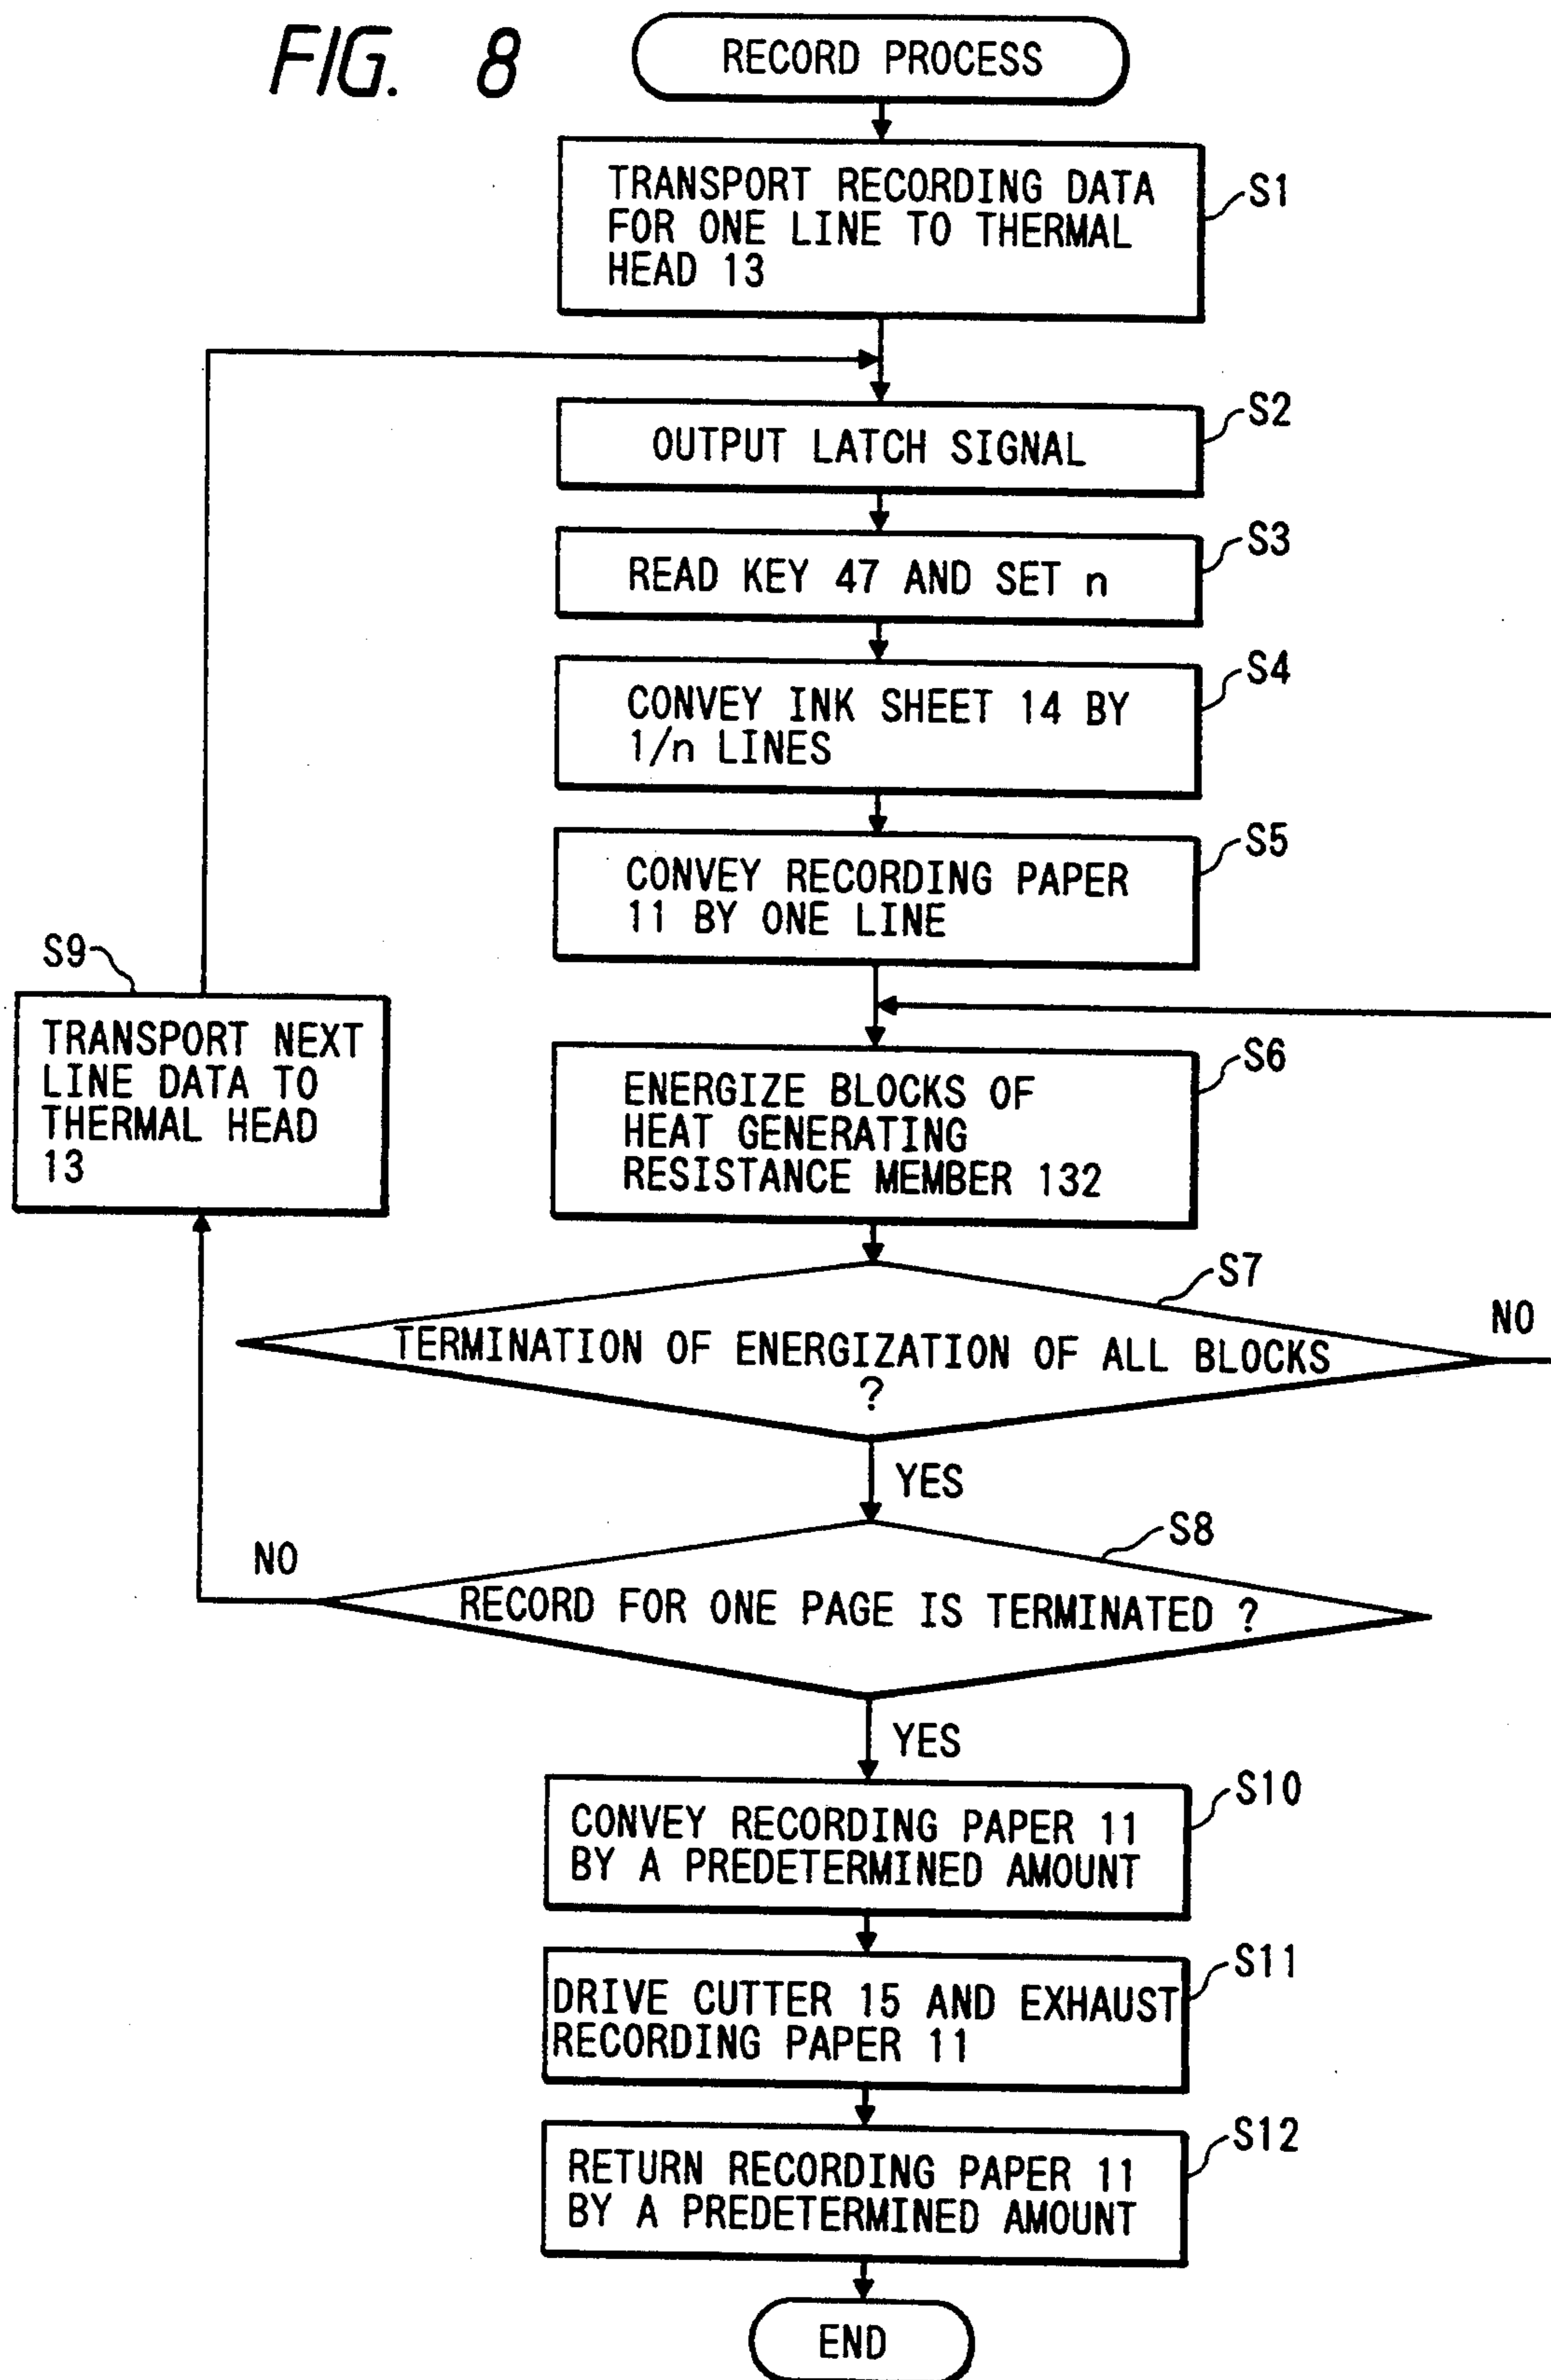 FIG. 8
RECORD PROCESS
TRANSPORT RECORDING DATA
FOR ONE LINE TO THERMAL
HEAD 13
S1
OUTPUT LATCH SIGNAL
S2
READ KEY 47 AND SET n
S3
CONVEY INK SHEET 14 BY
1/n LINES
S4
CONVEY RECORDING PAPER
11 BY ONE LINE
S5
S9
TRANSPORT NEXT
LINE DATA TO
THERMAL HEAD
13
ENERGIZE BLOCKS OF
HEAT GENERATING
RESISTANCE MEMBER 132
S6
S7
TERMINATION OF ENERGIZATION OF ALL BLOCKS
?
NO
YES
S8
NO
RECORD FOR ONE PAGE IS TERMINATED ?
YES
CONVEY RECORDING PAPER 11
BY A PREDETERMINED AMOUNT
S10
DRIVE CUTTER 15 AND EXHAUST
RECORDING PAPER 11
S11
RETURN RECORDING PAPER 11
BY A PREDETERMINED AMOUNT
S12
END